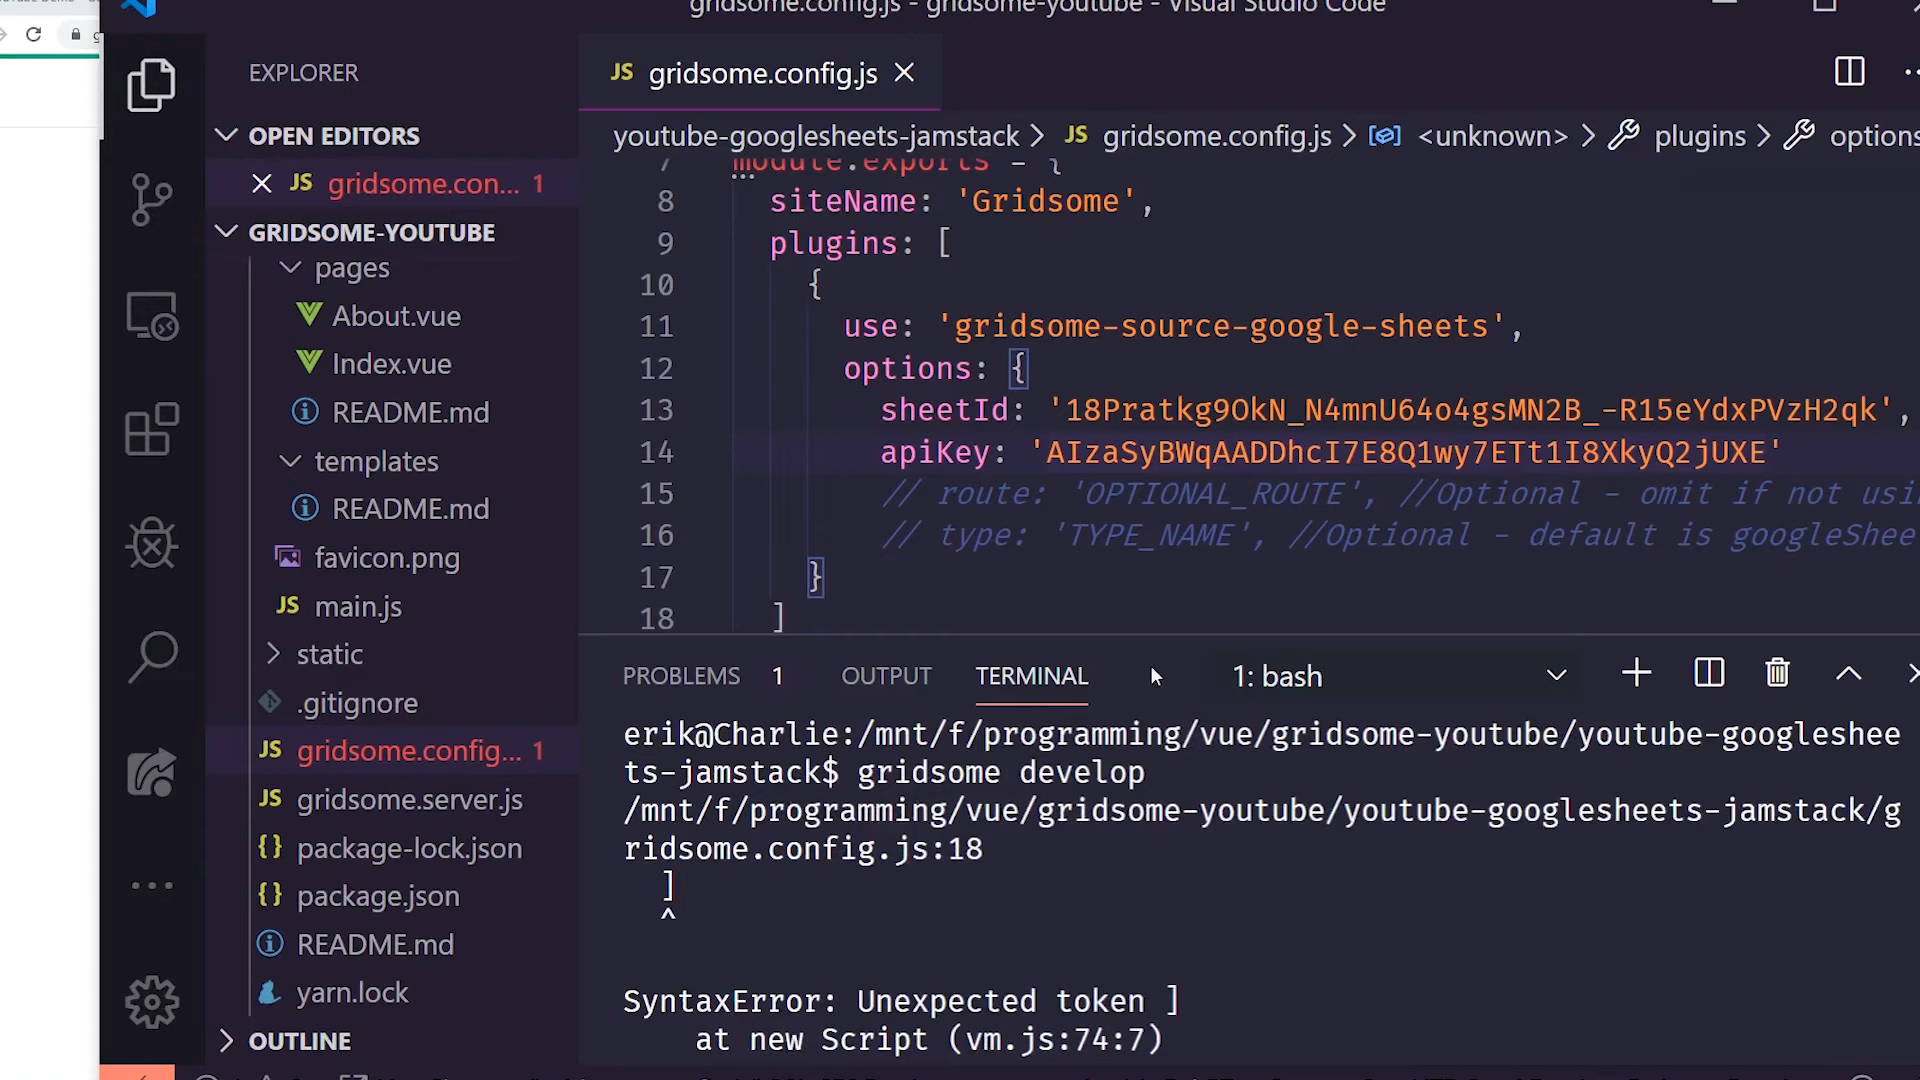 gridsome.config.js - gridsome-youtube - Visual Studio Code
EXPLORER
OPEN EDITORS
JS gridsome.con... 1
GRIDSOME-YOUTUBE
pages
About.vue
Index.vue
README.md
templates
README.md
favicon.png
JS main.js
static
.gitignore
JS gridsome.config... 1
JS gridsome.server.js
{} package-lock.json
{} package.json
README.md
yarn.lock
OUTLINE
JS gridsome.config.js
youtube-googlesheets-jamstack > JS gridsome.config.js > <unknown> > plugins > options
7 module.exports = {
8 siteName: 'Gridsome',
9 plugins: [
10 {
11 use: 'gridsome-source-google-sheets',
12 options: {
13 sheetId: '18Pratkg9OkN_N4mnU64o4gsMN2B_-R15eYdxPVzH2qk',
14 apiKey: 'AIzaSyBWqAADDhcI7E8Q1wy7ETt1I8XkyQ2jUXE'
15 // route: 'OPTIONAL_ROUTE', //Optional - omit if not usi
16 // type: 'TYPE_NAME', //Optional - default is googleShee
17 }
18 ]
PROBLEMS 1 OUTPUT TERMINAL 1: bash
erik@Charlie:/mnt/f/programming/vue/gridsome-youtube/youtube-googleshee
ts-jamstack$ gridsome develop
/mnt/f/programming/vue/gridsome-youtube/youtube-googlesheets-jamstack/g
ridsome.config.js:18
]
^
SyntaxError: Unexpected token ]
at new Script (vm.js:74:7)